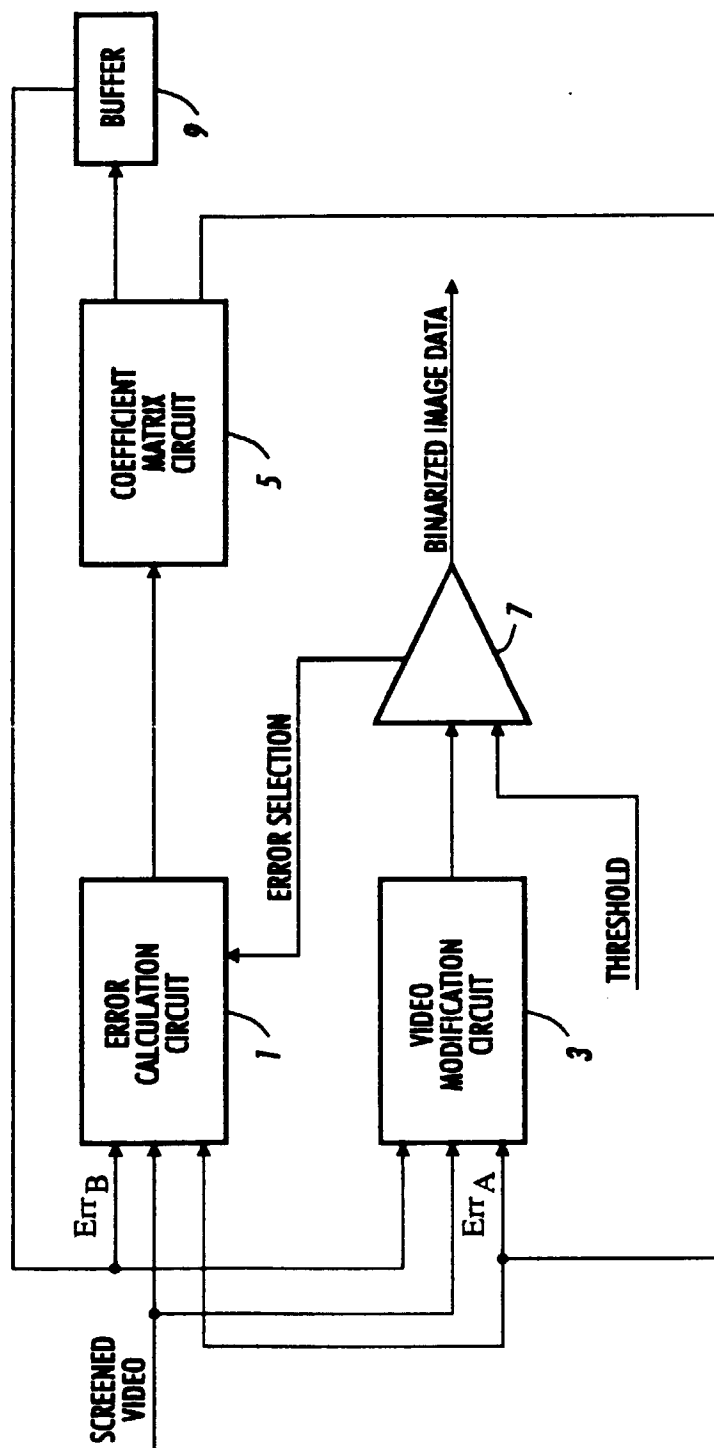 SCREENED
VIDEO
Err B
ERROR
CALCULATION
CIRCUIT
1
COEFFICIENT
MATRIX
CIRCUIT
5
BUFFER
9
ERROR SELECTION
Err A
VIDEO
MODIFICATION
CIRCUIT
3
7
BINARIZED IMAGE DATA
THRESHOLD